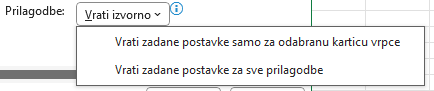 Prilagodbe: Vrati izvorno
Vrati zadane postavke samo za odabranu karticu vrpce
Vrati zadane postavke za sve prilagodbe